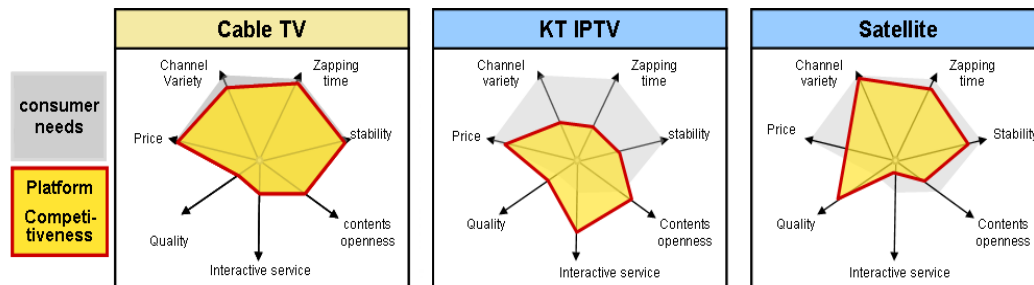 Cable TV
KT IPTV
Satellite
consumer
needs
Platform
Competi-
tiveness
Channel
Variety
Zapping
time
Price
stability
Quality
contents
openness
Interactive service
Channel
variety
Zapping
time
Price
stability
Quality
Contents
openness
Interactive service
Channel
variety
Zapping
time
Price
Stability
Quality
Contents
openness
Interactive service